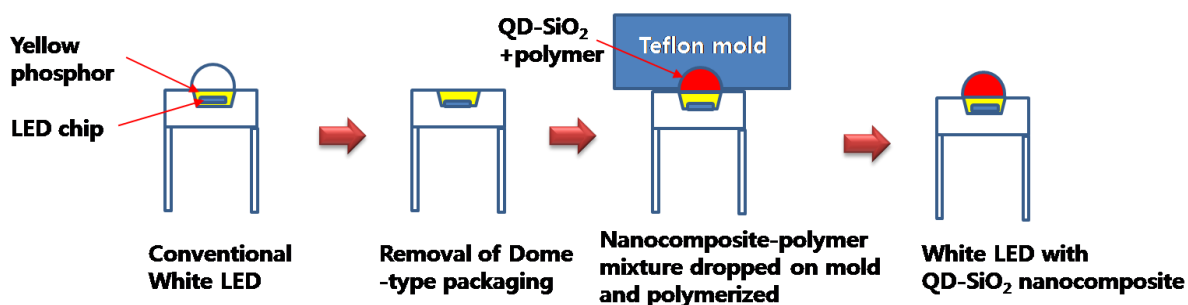 Yellow
phosphor
LED chip
QD-SiO₂
+polymer
Teflon mold
Conventional
White LED
Removal of Dome
-type packaging
Nanocomposite-polymer
mixture dropped on mold
and polymerized
White LED with
QD-SiO₂ nanocomposite